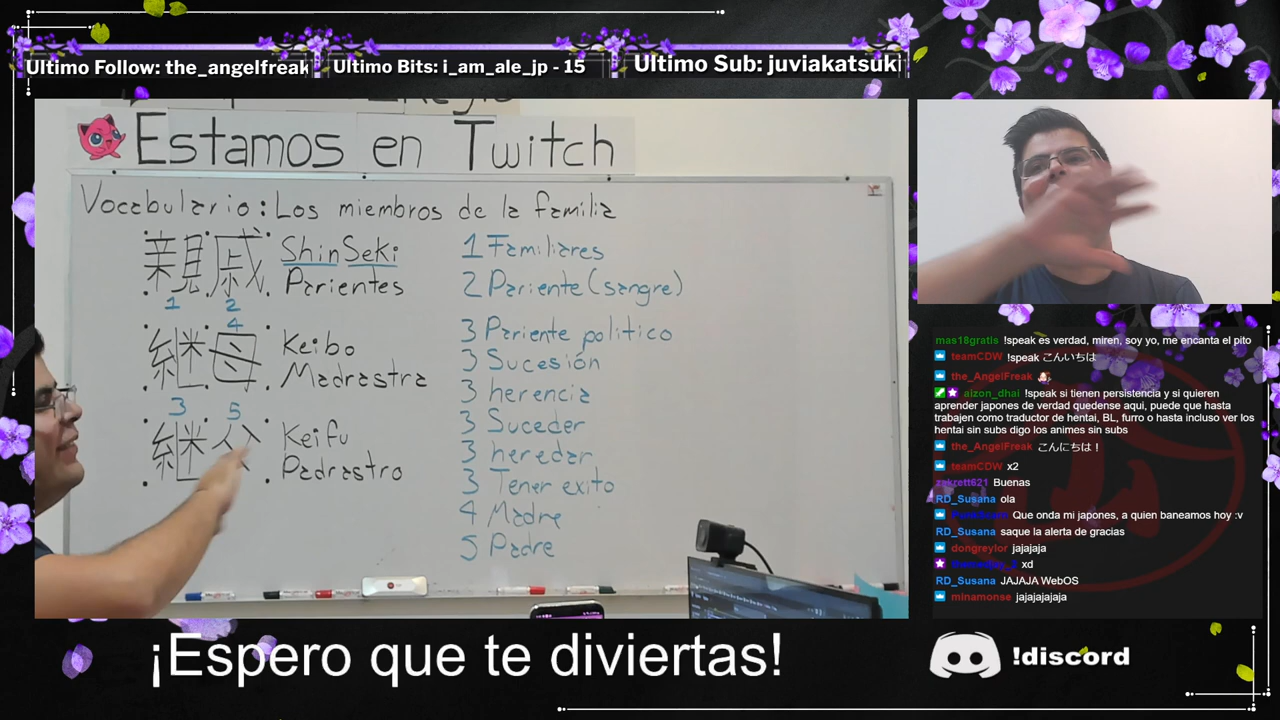 Ultimo Follow: the_angelfreak
Ultimo Bits: i_am_ale_jp - 15
Ultimo Sub: juviakatsuki
Estamos en Twitch
Vocabulario: Los miembros de la familia
親戚 ShinSeki
Parientes
1 2
継母 Keibo
Madrastra
4
3 5
継父 Keifu
Padrastro
1 Familiares
2 Pariente (sangre)
3 Pariente politico
3 Sucesión
3 herencia
3 Suceder
3 heredar
3 Tener exito
4 Madre
5 Padre
mas18gratis !speak es verdad, miren, soy yo, me encanta el pito
teamCDW !speak こんいちは
the_AngelFreak
aizon_dhai !speak si tienen persistencia y si quieren
aprender japones de verdad quedense aqui, puede que hasta
trabajen como traductor de hentai, BL, furro o hasta incluso ver los
hentai sin subs digo los animes sin subs
the_AngelFreak こんにちは！
teamCDW x2
zakrett621 Buenas
RD_Susana ola
Que onda mi japones, a quien baneamos hoy :v
RD_Susana saque la alerta de gracias
dongreylor jajajaja
xd
RD_Susana JAJAJA WebOS
minamonse jajajajajaja
¡Espero que te diviertas!
!discord